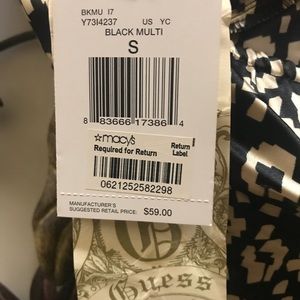 BKMU I7
Y73I4237 US YC
BLACK MULTI
S
8 83666 17386 4
macy's
Required for Return
Return Label
0621252582298
MANUFACTURER'S
SUGGESTED RETAIL PRICE: $59.00
G
Guess